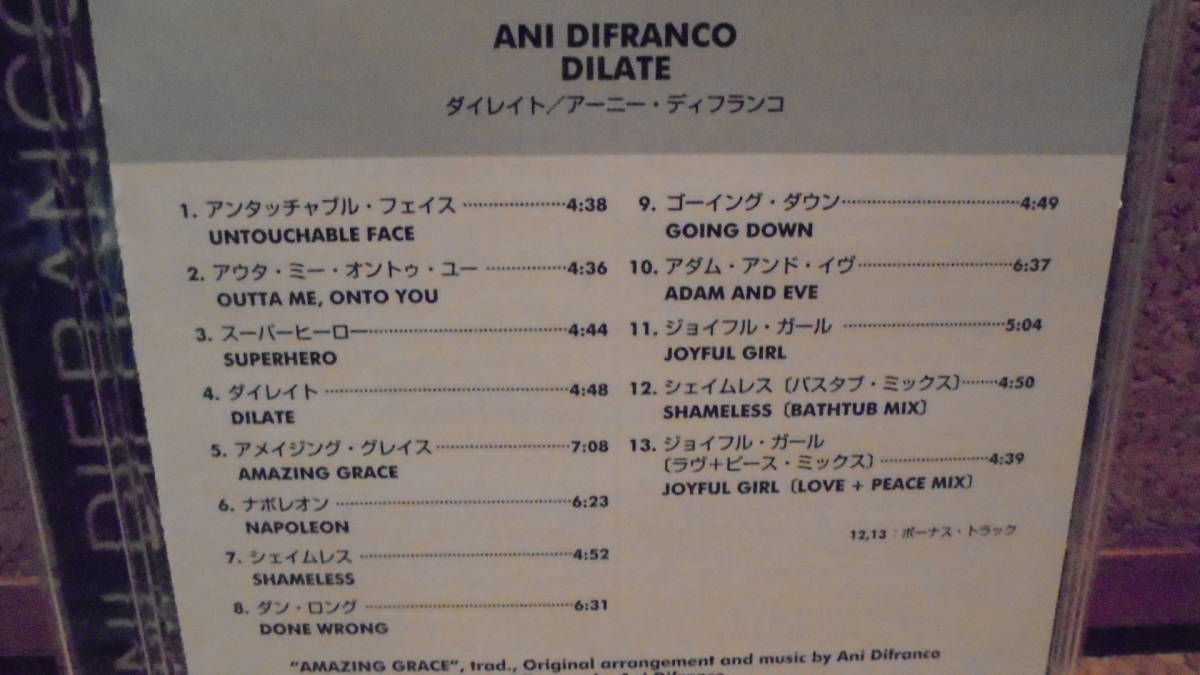 ANI DIFRANCO
DILATE
ダイレイト／アーニー・ディフランコ
1. アンタッチャブル・フェイス ………………4:38
UNTOUCHABLE FACE
2. アウタ・ミー・オントゥ・ユー ……………4:36
OUTTA ME, ONTO YOU
3. スーパーヒーロー………………………………4:44
SUPERHERO
4. ダイレイト ………………………………………4:48
DILATE
5. アメイジング・グレイス ……………………7:08
AMAZING GRACE
6. ナポレオン ………………………………………6:23
NAPOLEON
7. シェイムレス ……………………………………4:52
SHAMELESS
8. ダン・ロング ……………………………………6:31
DONE WRONG
9. ゴーイング・ダウン……………………………4:49
GOING DOWN
10. アダム・アンド・イヴ…………………………6:37
ADAM AND EVE
11. ジョイフル・ガール …………………………5:04
JOYFUL GIRL
12. シェイムレス〔バスタブ・ミックス〕……4:50
SHAMELESS〔BATHTUB MIX〕
13. ジョイフル・ガール
〔ラヴ＋ピース・ミックス〕 ………………4:39
JOYFUL GIRL〔LOVE + PEACE MIX〕
12,13：ボーナス・トラック
"AMAZING GRACE", trad., Original arrangement and music by Ani Difranco
Ani Difranco
ANI DIFRANCO